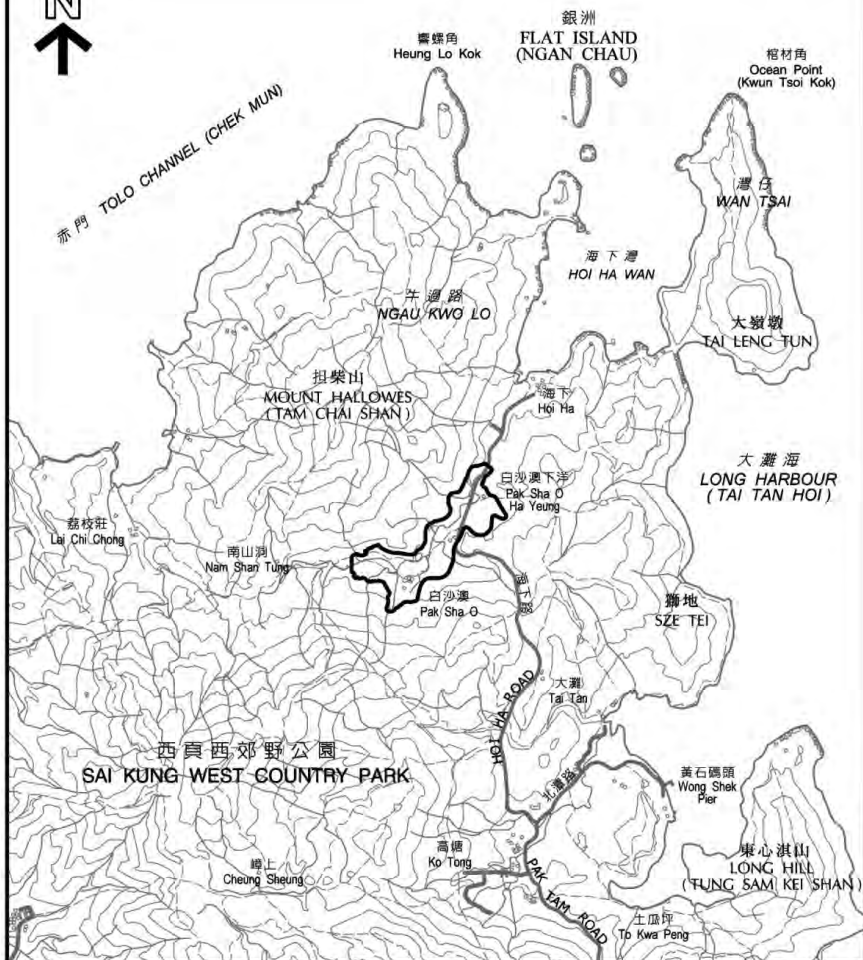 N
銀洲
FLAT ISLAND
(NGAN CHAU)
響螺角
Heung Lo Kok
棺材角
Ocean Point
(Kwun Tsoi Kok)
赤門 TOLO CHANNEL (CHEK MUN)
灣仔
WAN TSAI
海下灣
HOI HA WAN
牛過路
NGAU KWO LO
大嶺墩
TAI LENG TUN
担柴山
MOUNT HALLOWES
(TAM CHAI SHAN)
海下
Hoi Ha
大灘海
LONG HARBOUR
(TAI TAN HOI)
白沙澳下洋
Pak Sha O
Ha Yeung
荔枝莊
Lai Chi Chong
南山洞
Nam Shan Tung
白沙澳
Pak Sha O
海下路
HOI HA ROAD
獅地
SZE TEI
大灘
Tai Tan
西貢西郊野公園
SAI KUNG WEST COUNTRY PARK
北潭路
PAK TAM ROAD
黃石碼頭
Wong Shek
Pier
高塘
Ko Tong
嶂上
Cheung Sheung
東心淇山
LONG HILL
(TUNG SAM KEI SHAN)
土瓜坪
To Kwa Peng